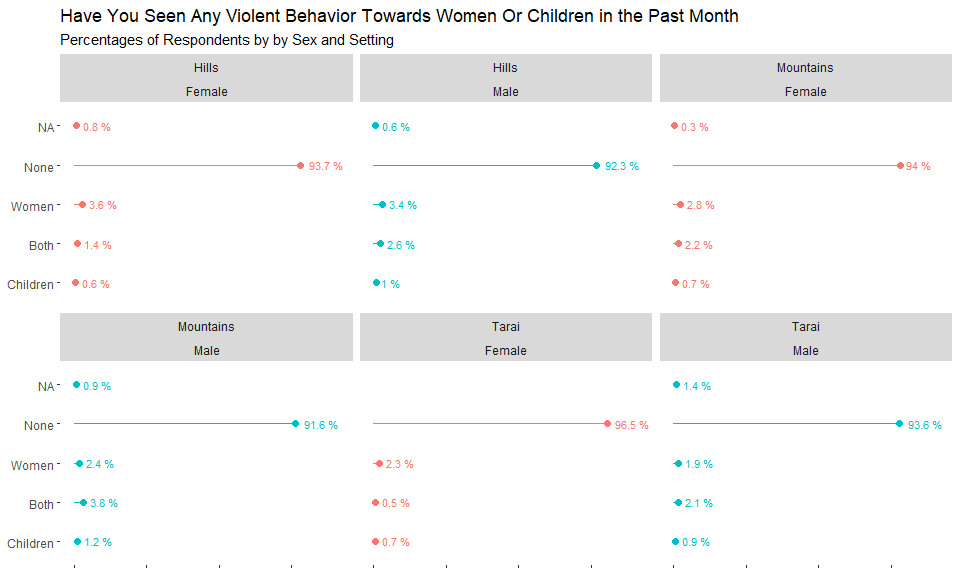 Have You Seen Any Violent Behavior Towards Women Or Children in the Past Month
Percentages of Respondents by by Sex and Setting
Hills
Female
Hills
Male
Mountains
Female
NA
0.8 %
0.6 %
0.3 %
None
93.7 %
92.3 %
94 %
Women
3.6 %
3.4 %
2.8 %
Both
1.4 %
2.6 %
2.2 %
Children
0.6 %
1 %
0.7 %
Mountains
Male
Tarai
Female
Tarai
Male
NA
0.9 %
1.4 %
None
91.6 %
96.5 %
93.6 %
Women
2.4 %
2.3 %
1.9 %
Both
3.8 %
0.5 %
2.1 %
Children
1.2 %
0.7 %
0.9 %